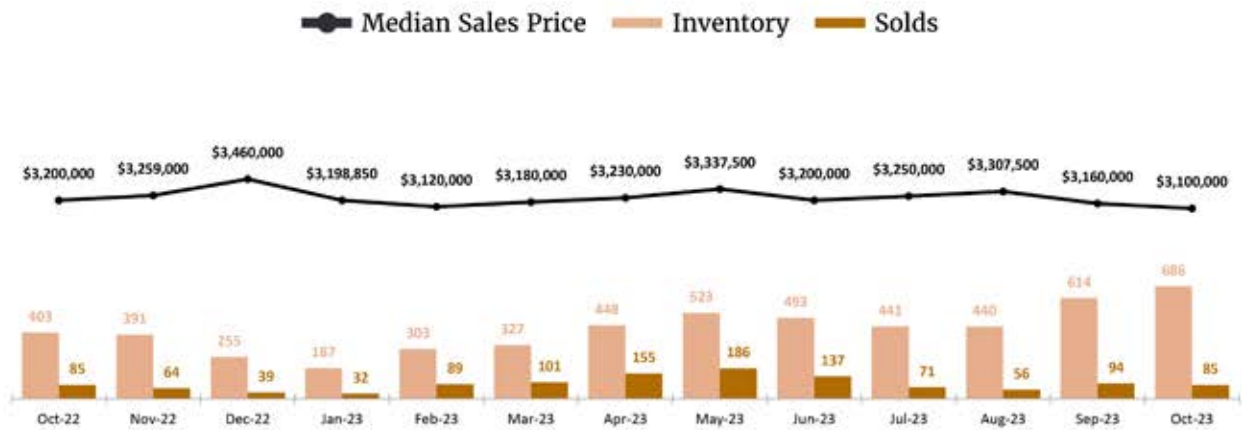 Median Sales Price Inventory Solds
$3,200,000 $3,259,000 $3,460,000 $3,198,850 $3,120,000 $3,180,000 $3,230,000 $3,337,500 $3,200,000 $3,250,000 $3,307,500 $3,160,000 $3,100,000
403 391 255 187 303 327 448 523 493 441 440 614 686
85 64 39 32 89 101 155 186 137 71 56 94 85
Oct-22 Nov-22 Dec-22 Jan-23 Feb-23 Mar-23 Apr-23 May-23 Jun-23 Jul-23 Aug-23 Sep-23 Oct-23